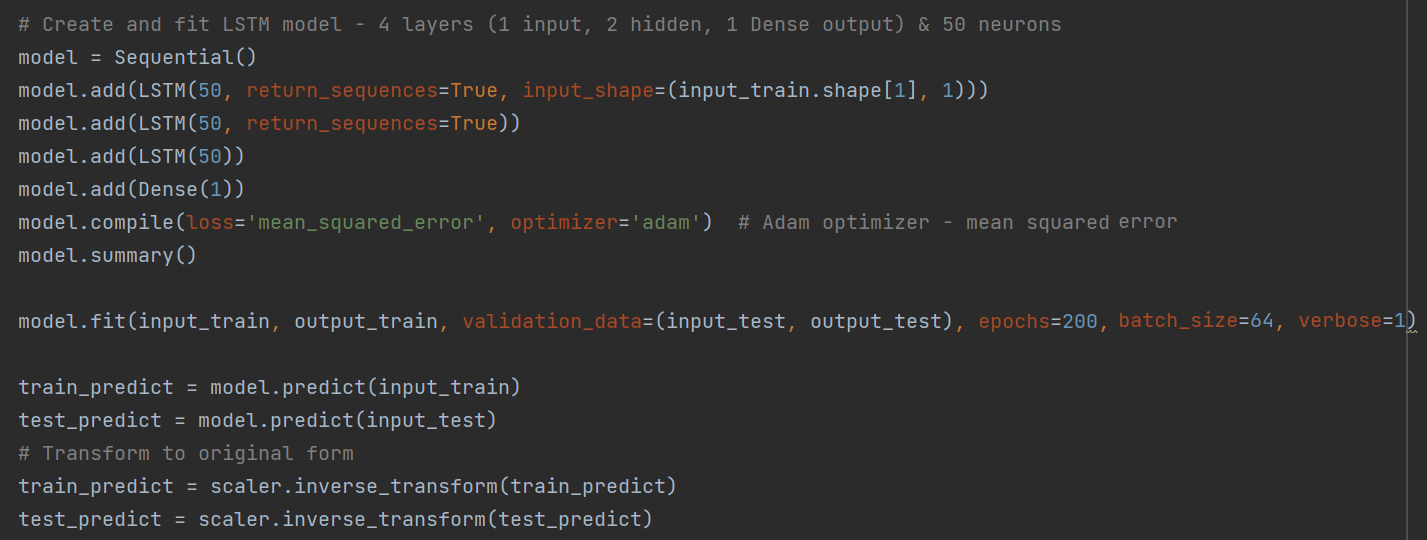 # Create and fit LSTM model - 4 layers (1 input, 2 hidden, 1 Dense output) & 50 neurons
model = Sequential()
model.add(LSTM(50, return_sequences=True, input_shape=(input_train.shape[1], 1)))
model.add(LSTM(50, return_sequences=True))
model.add(LSTM(50))
model.add(Dense(1))
model.compile(loss='mean_squared_error', optimizer='adam')  # Adam optimizer - mean squared error
model.summary()
model.fit(input_train, output_train, validation_data=(input_test, output_test), epochs=200, batch_size=64, verbose=1)
train_predict = model.predict(input_train)
test_predict = model.predict(input_test)
# Transform to original form
train_predict = scaler.inverse_transform(train_predict)
test_predict = scaler.inverse_transform(test_predict)